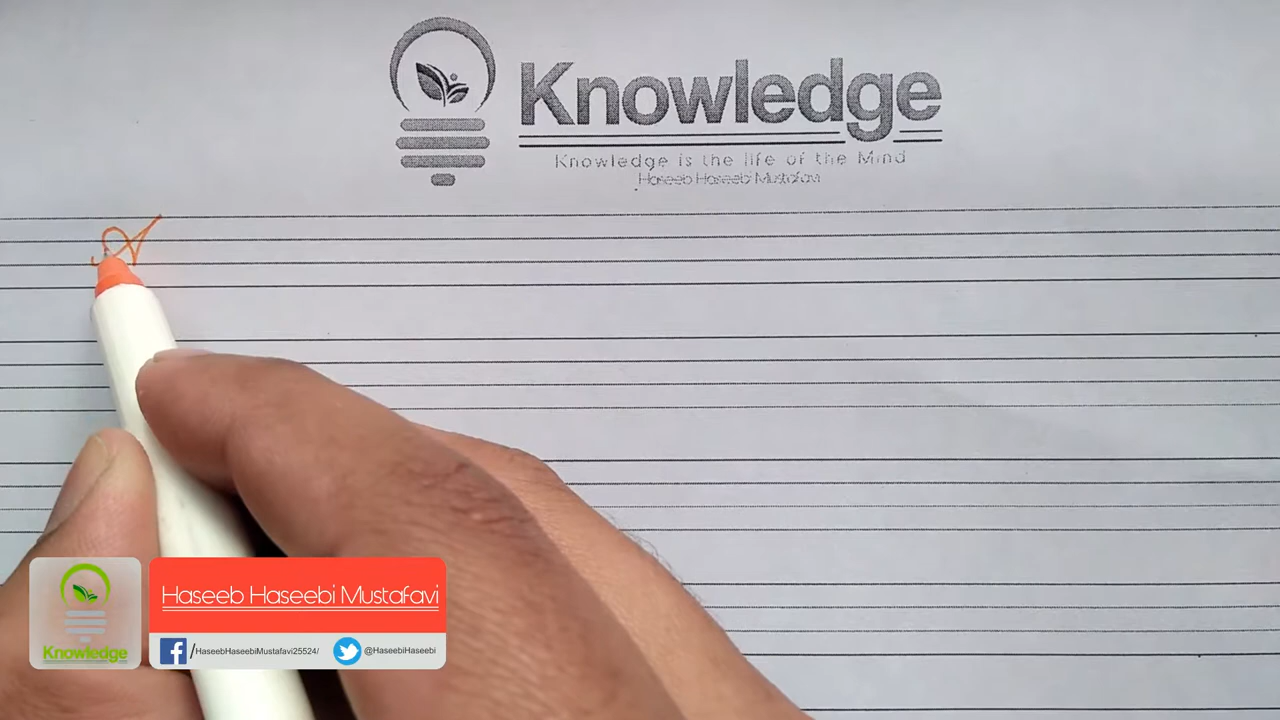 Knowledge
Knowledge is the life of the Mind
Haseeb Haseebi Mustafavi
Haseeb Haseebi Mustafavi
Knowledge
/HaseebHaseebiMustafavi25524/
@HaseebiHaseebi